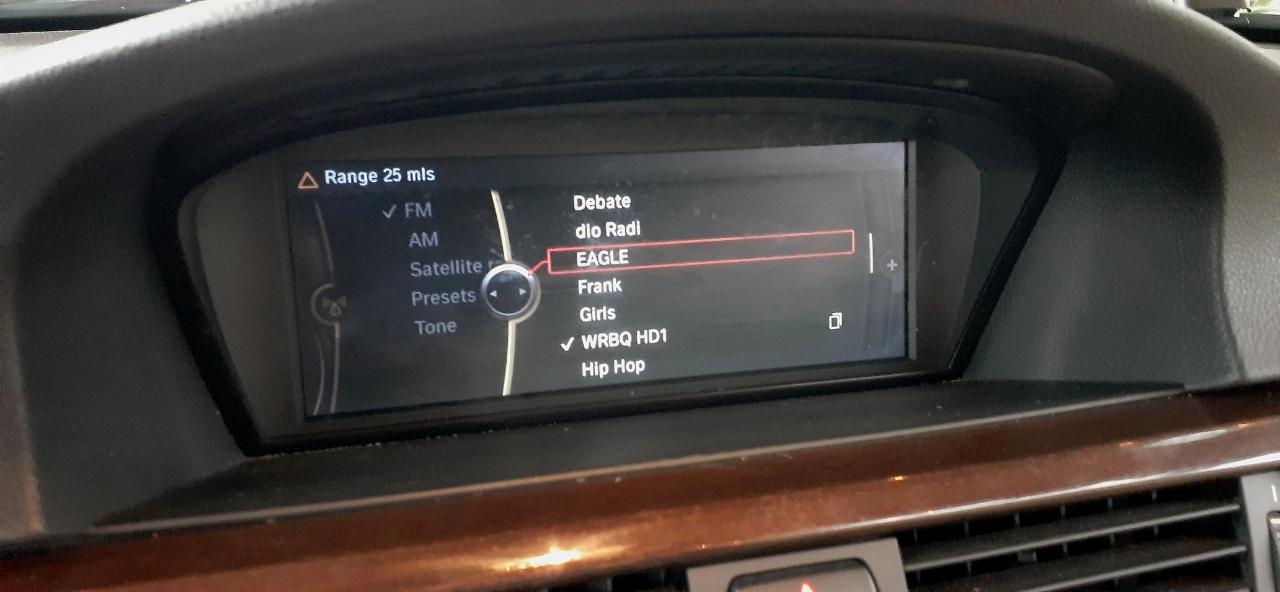 Range 25 mls
FM
AM
Satellite r
Presets
Tone
Debate
dio Radi
EAGLE
Frank
Girls
WRBQ HD1
Hip Hop